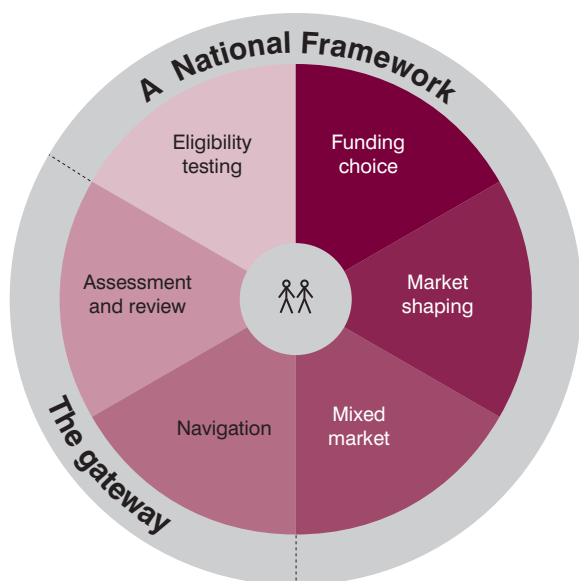 A National Framework
Eligibility
testing
Funding
choice
Assessment
and review
Market
shaping
Navigation
Mixed
market
The gateway